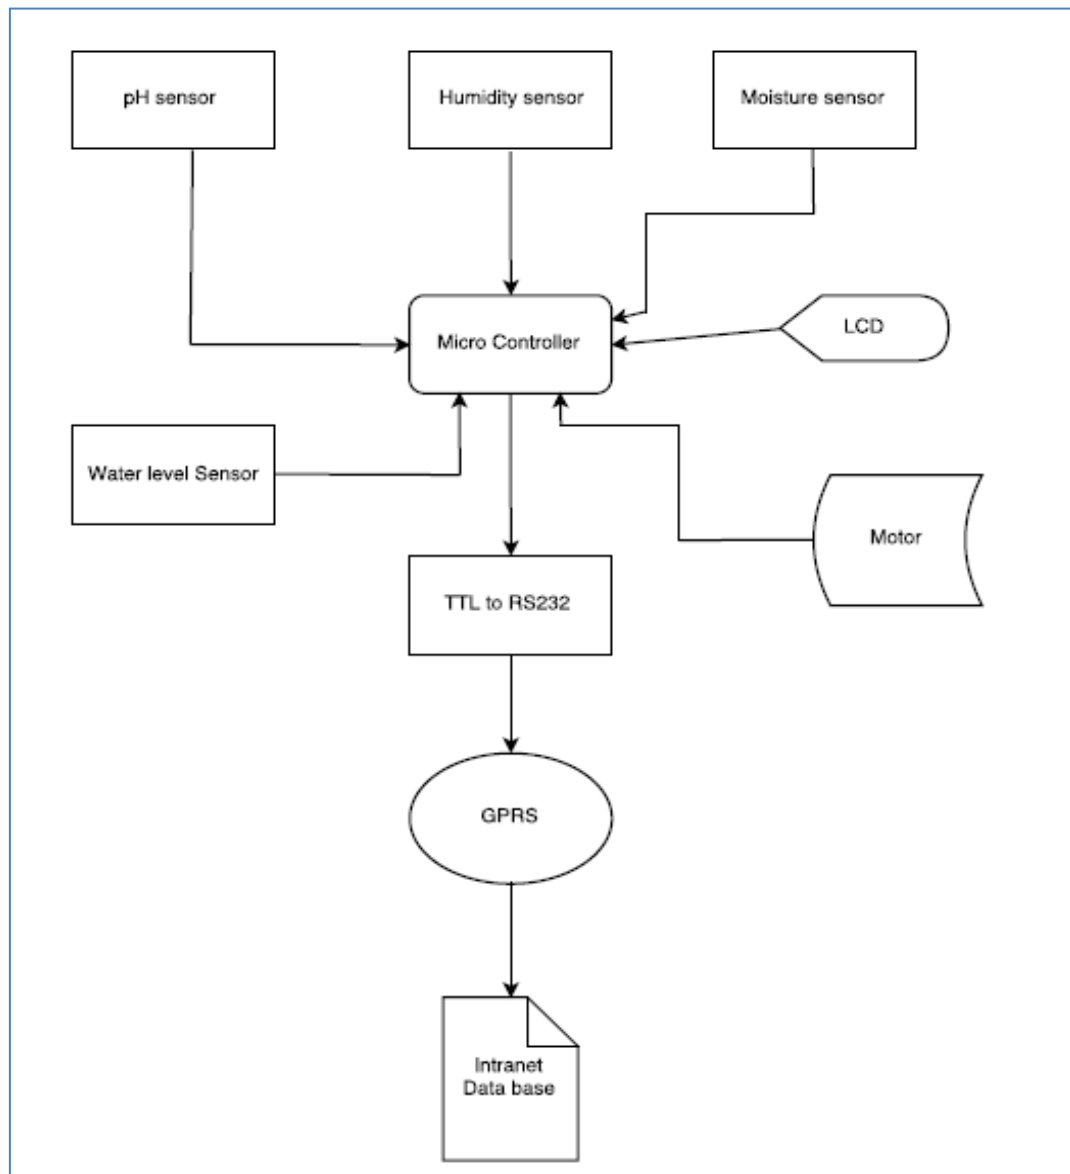 pH sensor
Humidity sensor
Moisture sensor
Micro Controller
LCD
Water level Sensor
Motor
TTL to RS232
GPRS
Intranet
Data base